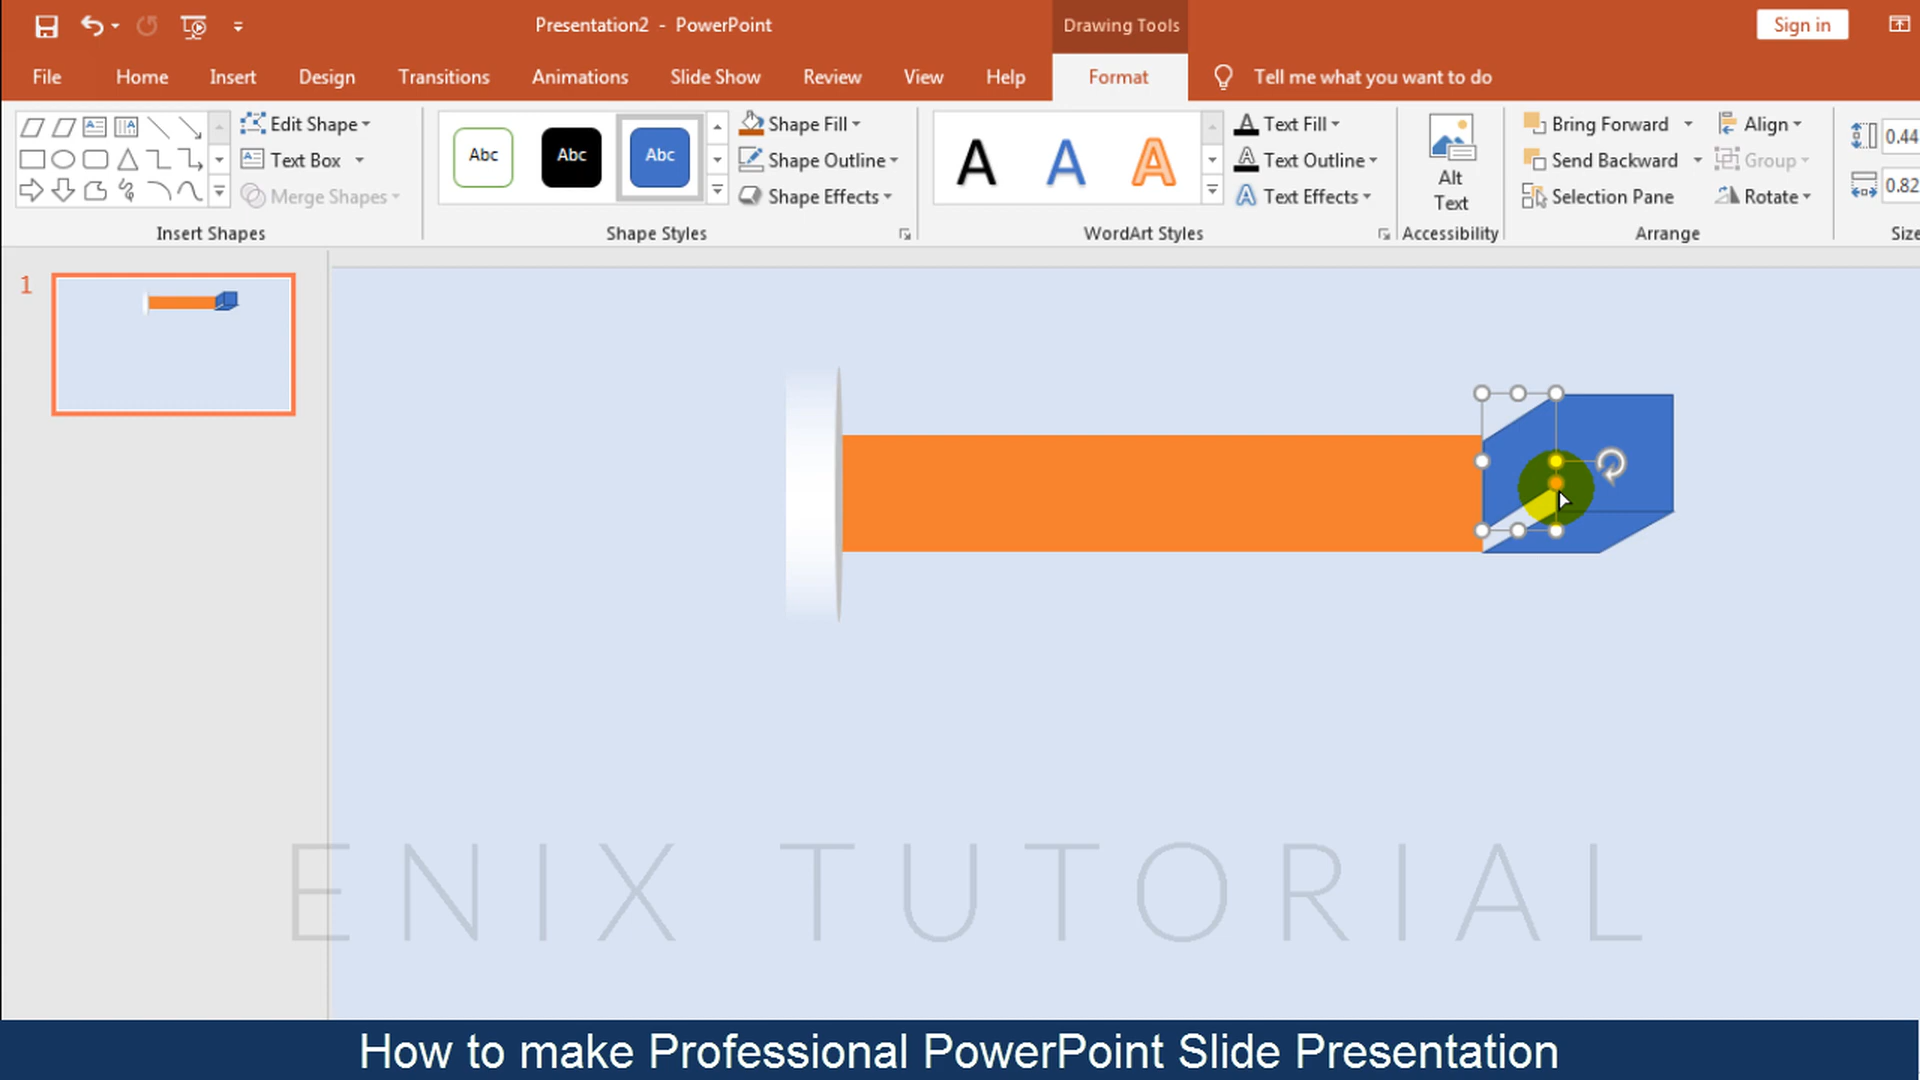 Presentation2 - PowerPoint
Drawing Tools
Sign in
File Home Insert Design Transitions Animations Slide Show Review View Help Format Tell me what you want to do
Edit Shape
Text Box
Merge Shapes
Insert Shapes
Abc Abc Abc
Shape Fill
Shape Outline
Shape Effects
Shape Styles
A A A
Text Fill
Text Outline
Text Effects
WordArt Styles
Alt
Text
Accessibility
Bring Forward
Send Backward
Selection Pane
Align
Group
Rotate
Arrange
0.44
0.82
Size
1
ENIX TUTORIAL
How to make Professional PowerPoint Slide Presentation